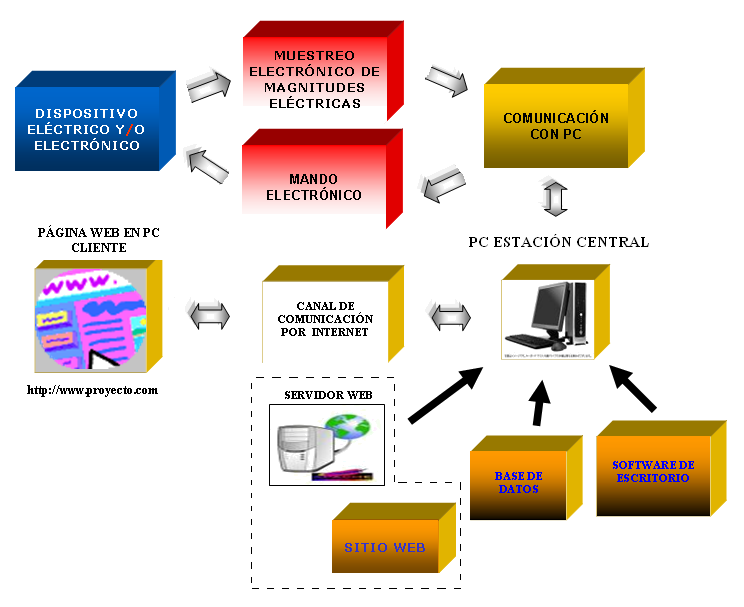 MUESTREO
ELECTRÓNICO DE
MAGNITUDES
ELÉCTRICAS
DISPOSITIVO
ELÉCTRICO Y/O
ELECTRÓNICO
COMUNICACIÓN
CON PC
MANDO
ELECTRÓNICO
PÁGINA WEB EN PC
CLIENTE
PC ESTACIÓN CENTRAL
WWW.
CANAL DE
COMUNICACIÓN
POR INTERNET
http://www.proyecto.com
SERVIDOR WEB
BASE DE
DATOS
SOFTWARE DE
ESCRITORIO
SITIO WEB